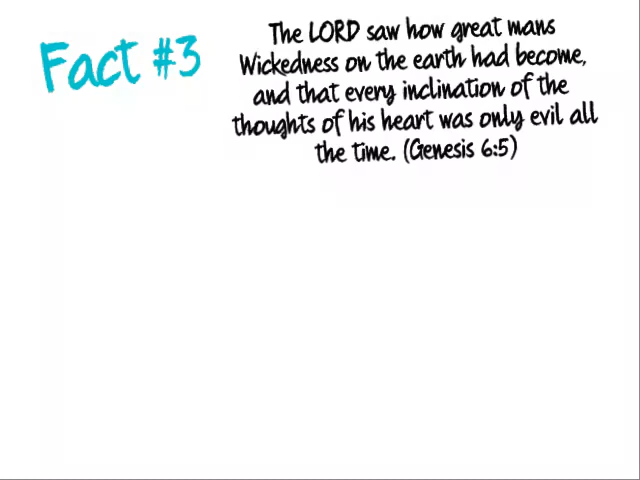 Fact #3
The LORD saw how great mans
Wickedness on the earth had become,
and that every inclination of the
thoughts of his heart was only evil all
the time. (Genesis 6:5)